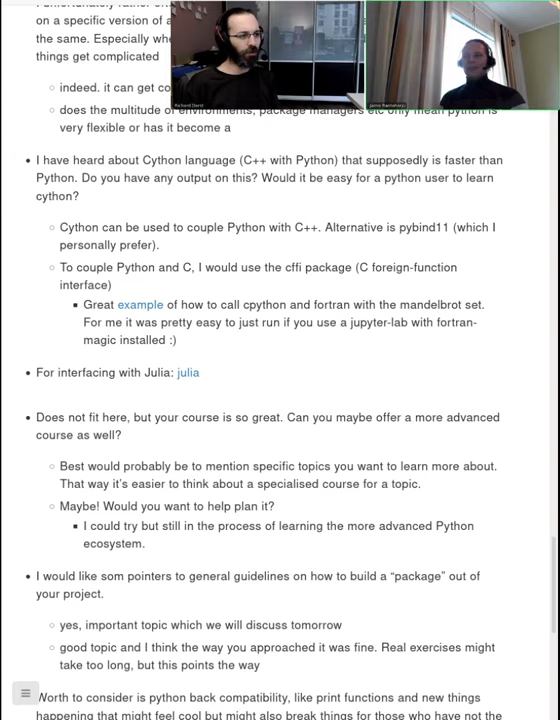 on a specific version of a
the same. Especially whe
things get complicated
indeed. it can get co
does the multitude of environments, package managers etc only mean python is
very flexible or has it become a
I have heard about Cython language (C++ with Python) that supposedly is faster than
Python. Do you have any output on this? Would it be easy for a python user to learn
cython?
Cython can be used to couple Python with C++. Alternative is pybind11 (which I
personally prefer).
To couple Python and C, I would use the cffi package (C foreign-function
interface)
Great example of how to call cpython and fortran with the mandelbrot set.
For me it was pretty easy to just run if you use a jupyter-lab with fortran-
magic installed :)
For interfacing with Julia: julia
Does not fit here, but your course is so great. Can you maybe offer a more advanced
course as well?
Best would probably be to mention specific topics you want to learn more about.
That way it's easier to think about a specialised course for a topic.
Maybe! Would you want to help plan it?
I could try but still in the process of learning the more advanced Python
ecosystem.
I would like som pointers to general guidelines on how to build a “package” out of
your project.
yes, important topic which we will discuss tomorrow
good topic and I think the way you approached it was fine. Real exercises might
take too long, but this points the way
Worth to consider is python back compatibility, like print functions and new things
happening that might feel cool but might also break things for those who have not the